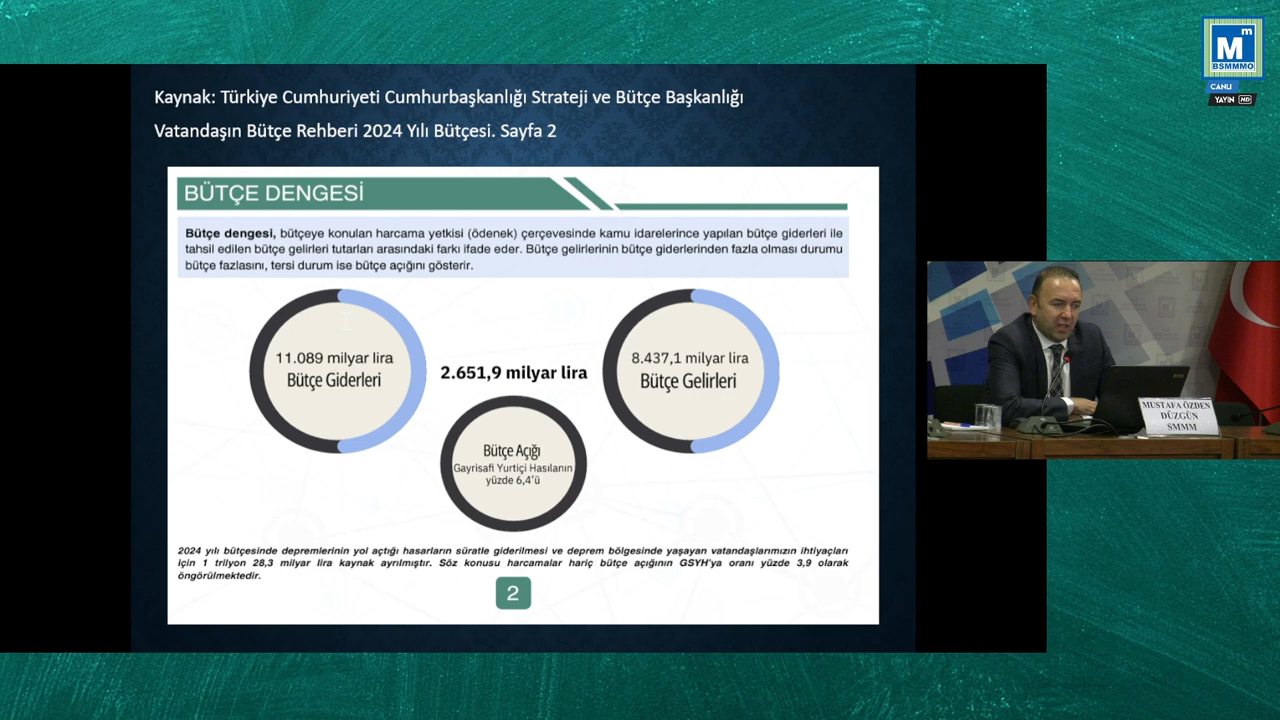 Kaynak: Türkiye Cumhuriyeti Cumhurbaşkanlığı Strateji ve Bütçe Başkanlığı
Vatandaşın Bütçe Rehberi 2024 Yılı Bütçesi. Sayfa 2
BÜTÇE DENGESİ
Bütçe dengesi, bütçeye konulan harcama yetkisi (ödenek) çerçevesinde kamu idarelerince yapılan bütçe giderleri ile
tahsil edilen bütçe gelirleri tutarları arasındaki farkı ifade eder. Bütçe gelirlerinin bütçe giderlerinden fazla olması durumu
bütçe fazlasını, tersi durum ise bütçe açığını gösterir.
11.089 milyar lira
Bütçe Giderleri
2.651,9 milyar lira
8.437,1 milyar lira
Bütçe Gelirleri
Bütçe Açığı
Gayrisafi Yurtiçi Hasılanın
yüzde 6,4'ü
2024 yılı bütçesinde depremlerinin yol açtığı hasarların süratle giderilmesi ve deprem bölgesinde yaşayan vatandaşlarımızın ihtiyaçları
için 1 trilyon 28,3 milyar lira kaynak ayrılmıştır. Söz konusu harcamalar hariç bütçe açığının GSYH'ya oranı yüzde 3,9 olarak
öngörülmektedir.
2
Mm
BSMMMO
CANLI
YAYIN HD
MUSTAFA ÖZDEN
DÜZGÜN
SMMM